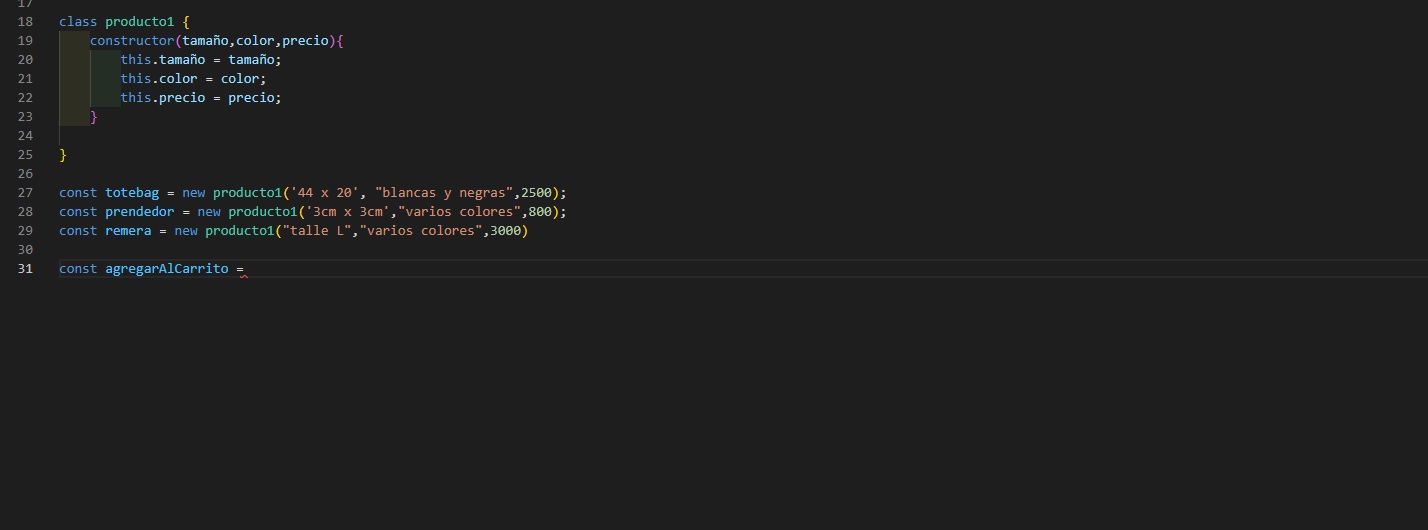 17
18 class producto1 {
19 constructor(tamaño,color,precio){
20 this.tamaño = tamaño;
21 this.color = color;
22 this.precio = precio;
23 }
24
25 }
26
27 const totebag = new producto1('44 x 20', "blancas y negras",2500);
28 const prendedor = new producto1('3cm x 3cm',"varios colores",800);
29 const remera = new producto1("talle L","varios colores",3000)
30
31 const agregarAlCarrito =